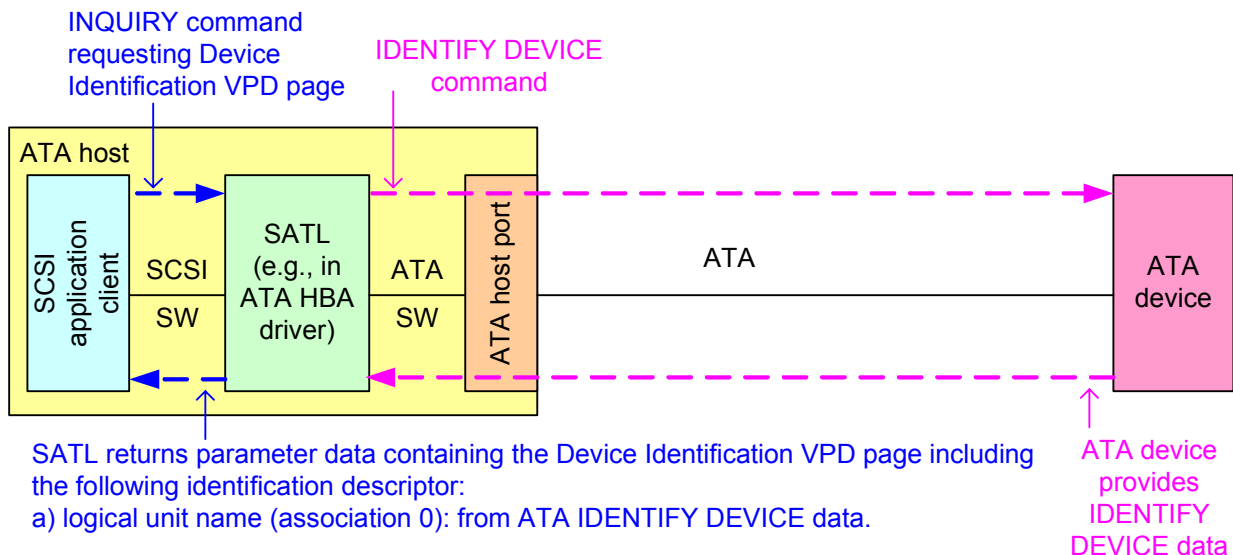 INQUIRY command
requesting Device
Identification VPD page
IDENTIFY DEVICE
command
ATA host
SCSI
application
client
SCSI
SW
SATL
(e.g., in
ATA HBA
driver)
ATA
SW
ATA host port
ATA
ATA
device
SATL returns parameter data containing the Device Identification VPD page including
the following identification descriptor:
a) logical unit name (association 0): from ATA IDENTIFY DEVICE data.
ATA device
provides
IDENTIFY
DEVICE data